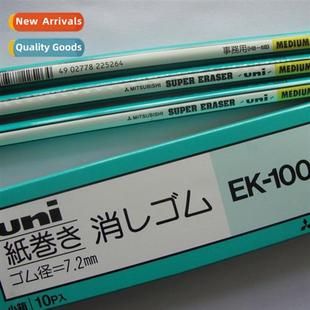 New Arrivals
Quality Goods
事務用 MEDIUM
49 02778 225264
MITSUBISHI SUPER ERASER uni MEDIUM
MITSUBISHI SUPER ERASER uni MEDIUM
uni
紙巻き 消しゴム EK-100
ゴム径=7.2mm
小箱 10P入